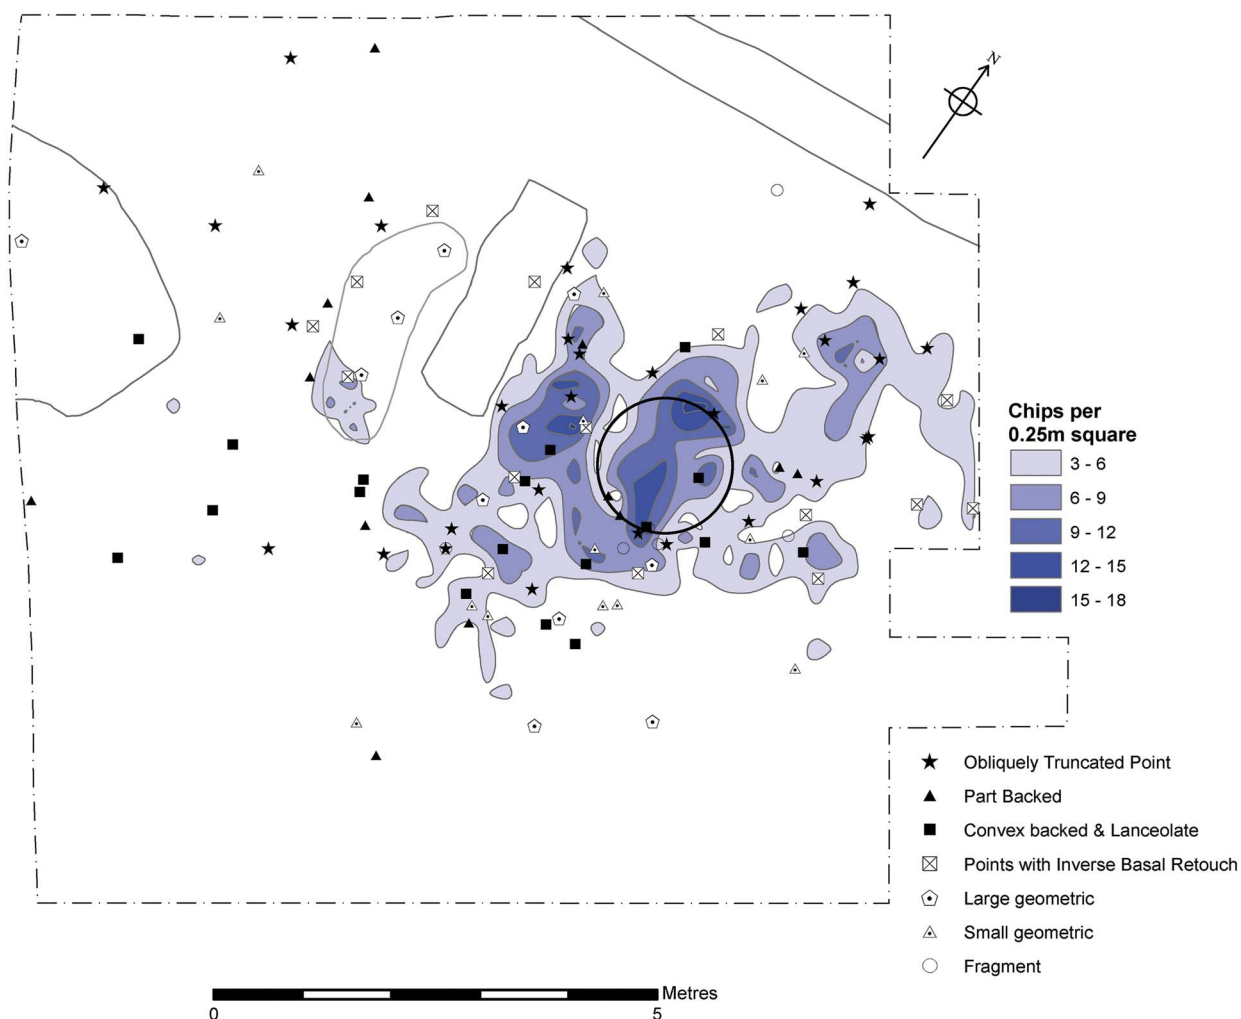 N
Chips per
0.25m square
3 - 6
6 - 9
9 - 12
12 - 15
15 - 18
Obliquely Truncated Point
Part Backed
Convex backed & Lanceolate
Points with Inverse Basal Retouch
Large geometric
Small geometric
Fragment
Metres
0 5